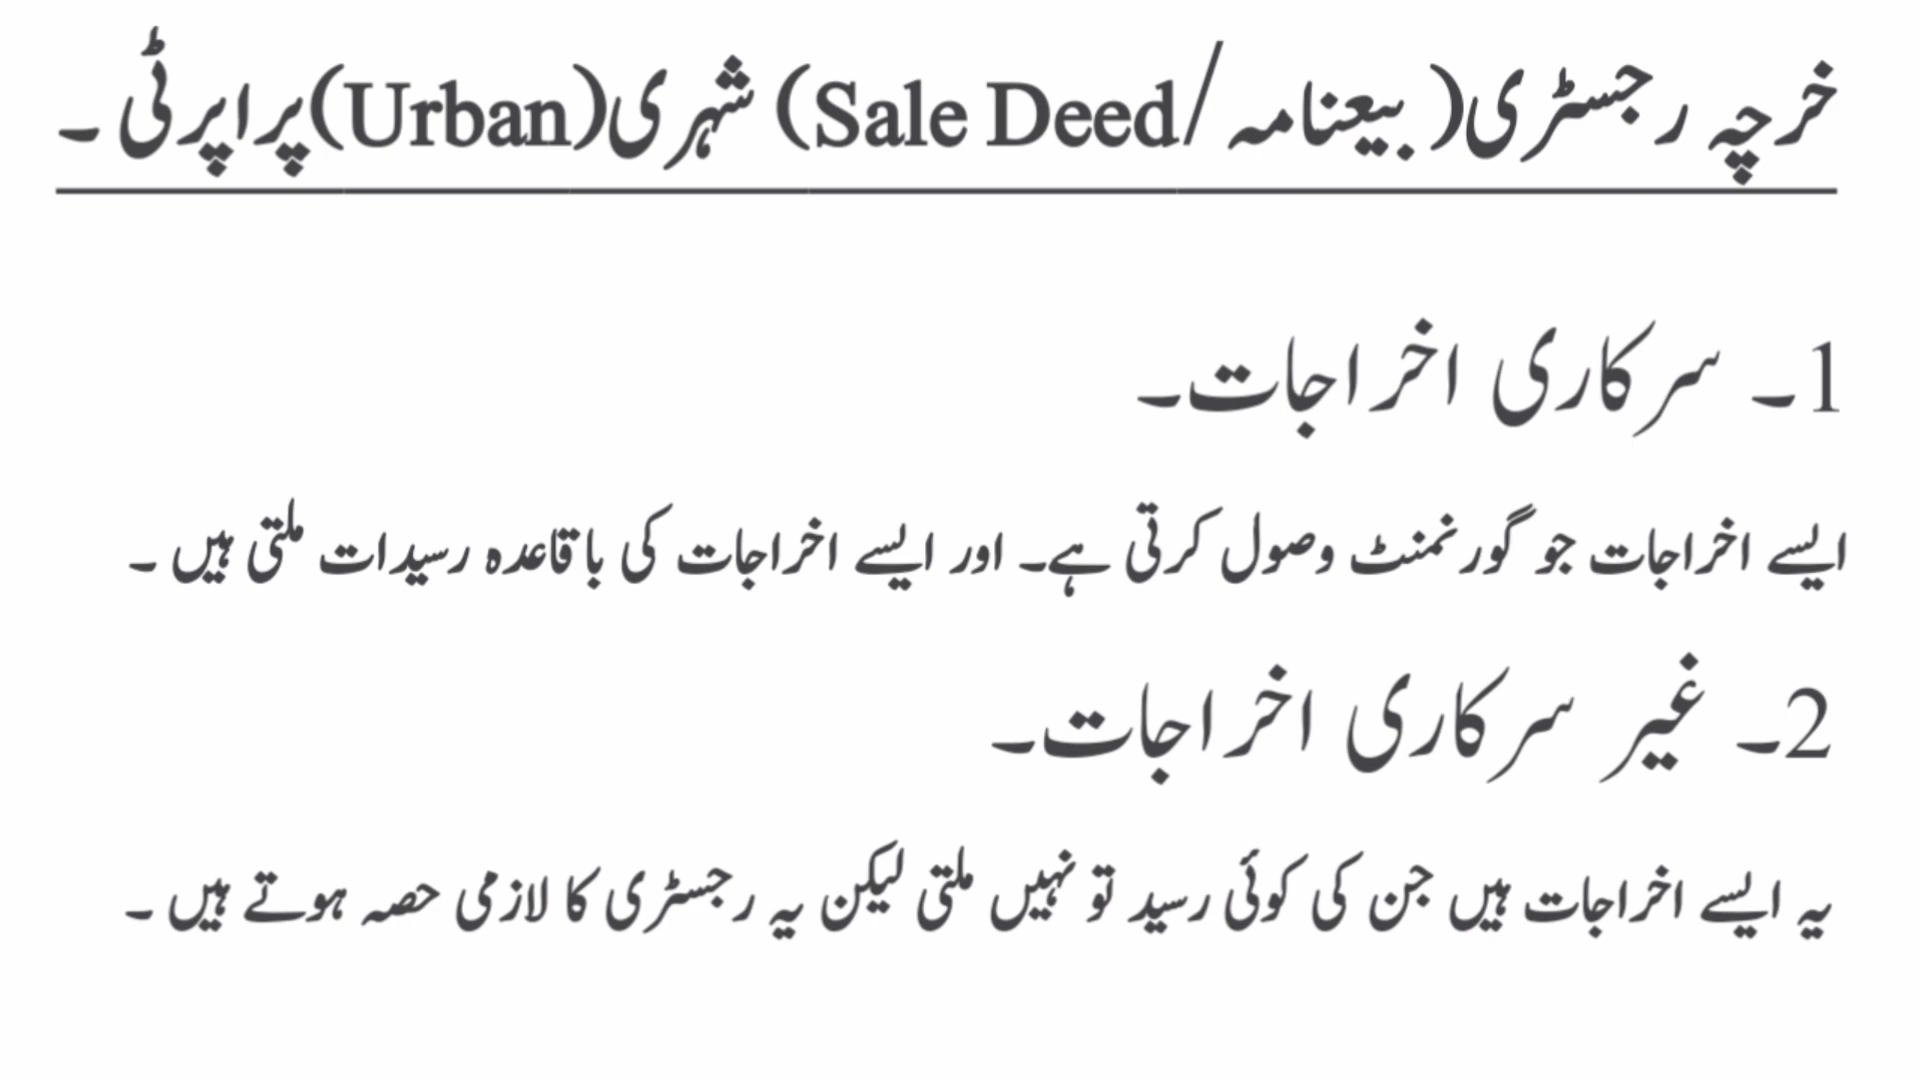 خرچہ رجسٹری( بیعنامہ/Sale Deed) شہری(Urban)پراپرٹی ۔
1۔ سرکاری اخراجات۔
ایسے اخراجات جو گورنمنٹ وصول کرتی ہے۔ اور ایسے اخراجات کی باقاعدہ رسیدات ملتی ہیں ۔
2۔ غیر سرکاری اخراجات۔
یہ ایسے اخراجات ہیں جن کی کوئی رسید تو نہیں ملتی لیکن یہ رجسٹری کا لازمی حصہ ہوتے ہیں ۔